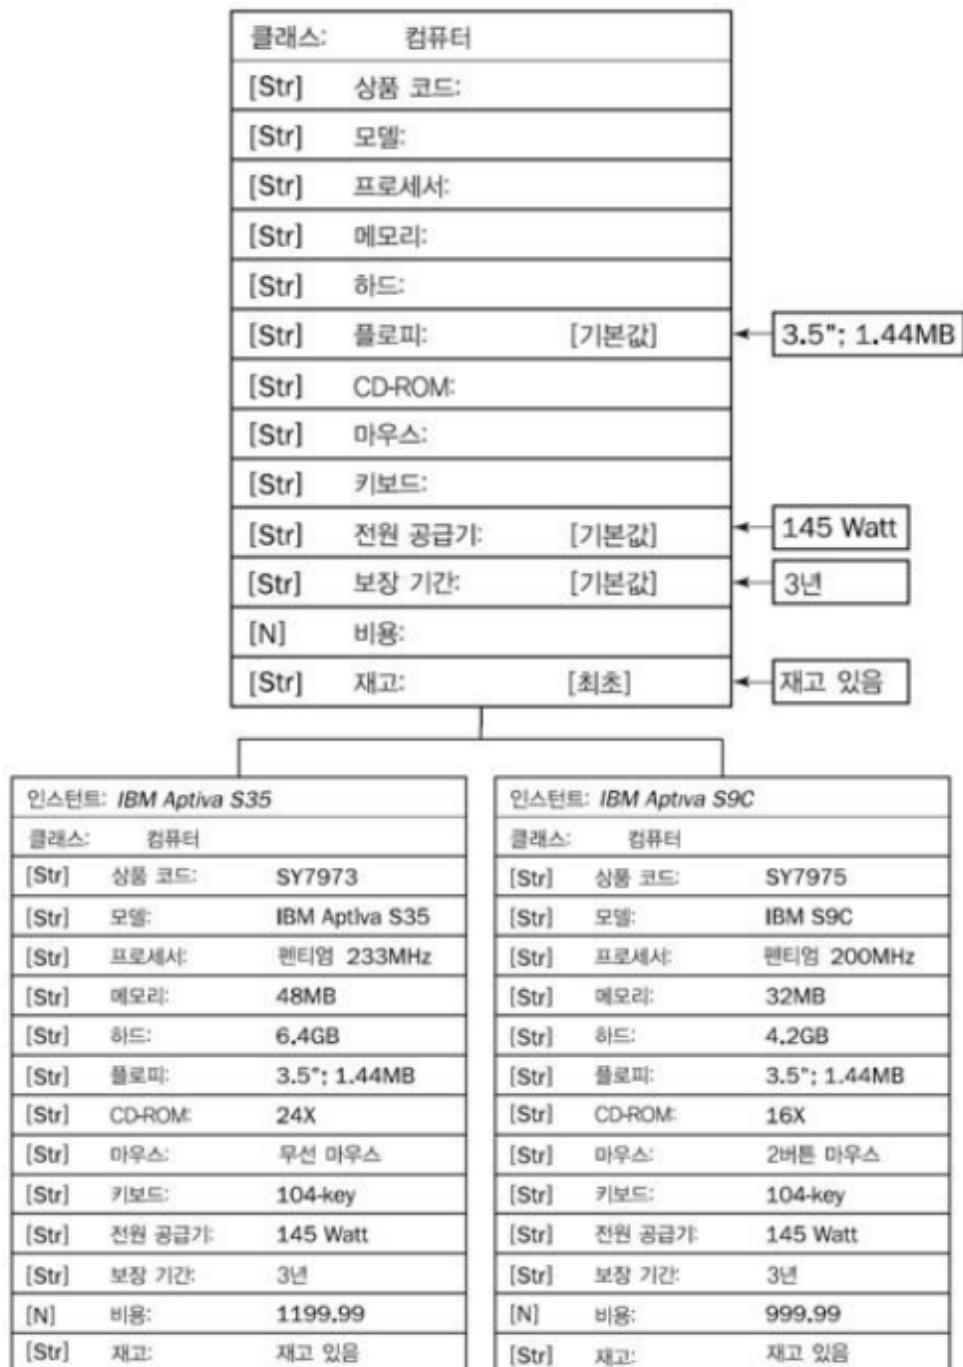 클래스: 컴퓨터
[Str] 상품 코드:
[Str] 모델:
[Str] 프로세서:
[Str] 메모리:
[Str] 하드:
[Str] 플로피: [기본값] 3.5"; 1.44MB
[Str] CD-ROM:
[Str] 마우스:
[Str] 키보드:
[Str] 전원 공급기: [기본값] 145 Watt
[Str] 보장 기간: [기본값] 3년
[N] 비용:
[Str] 재고: [최초] 재고 있음
인스턴트: IBM Aptiva S35
클래스: 컴퓨터
[Str] 상품 코드: SY7973
[Str] 모델: IBM Aptiva S35
[Str] 프로세서: 펜티엄 233MHz
[Str] 메모리: 48MB
[Str] 하드: 6.4GB
[Str] 플로피: 3.5"; 1.44MB
[Str] CD-ROM: 24X
[Str] 마우스: 무선 마우스
[Str] 키보드: 104-key
[Str] 전원 공급기: 145 Watt
[Str] 보장 기간: 3년
[N] 비용: 1199.99
[Str] 재고: 재고 있음
인스턴트: IBM Aptiva S9C
클래스: 컴퓨터
[Str] 상품 코드: SY7975
[Str] 모델: IBM S9C
[Str] 프로세서: 펜티엄 200MHz
[Str] 메모리: 32MB
[Str] 하드: 4.2GB
[Str] 플로피: 3.5"; 1.44MB
[Str] CD-ROM: 16X
[Str] 마우스: 2버튼 마우스
[Str] 키보드: 104-key
[Str] 전원 공급기: 145 Watt
[Str] 보장 기간: 3년
[N] 비용: 999.99
[Str] 재고: 재고 있음